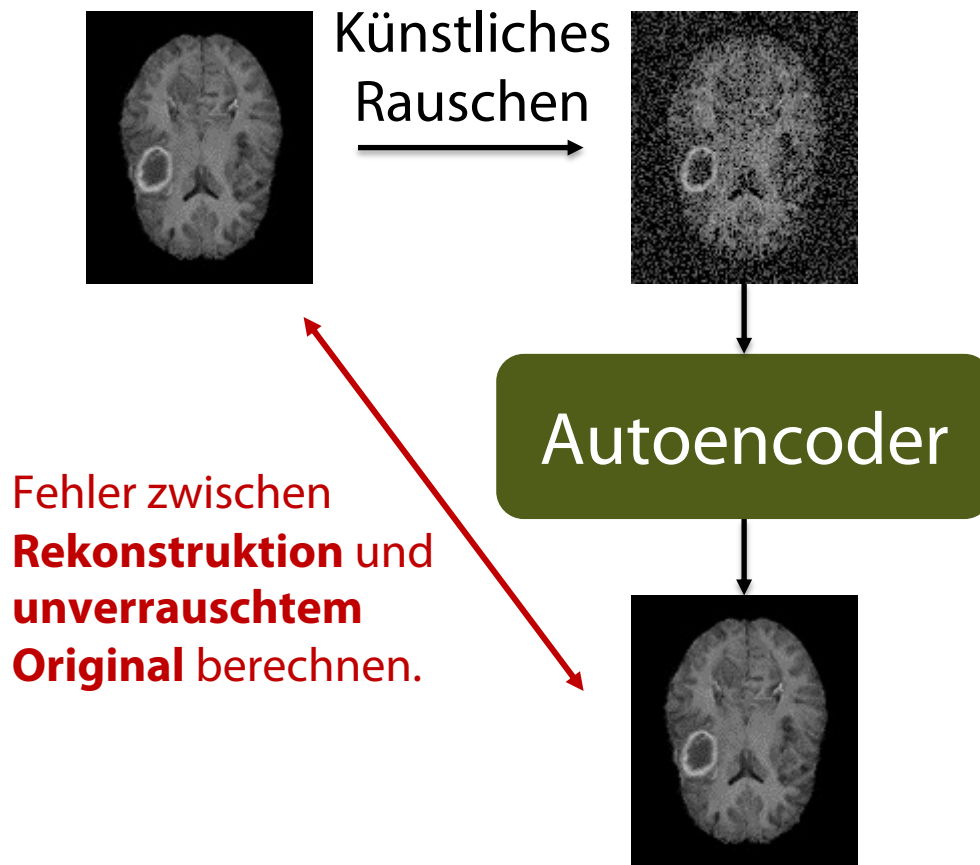 Künstliches
Rauschen
Autoencoder
Fehler zwischen
Rekonstruktion und
unverrauschtem
Original berechnen.